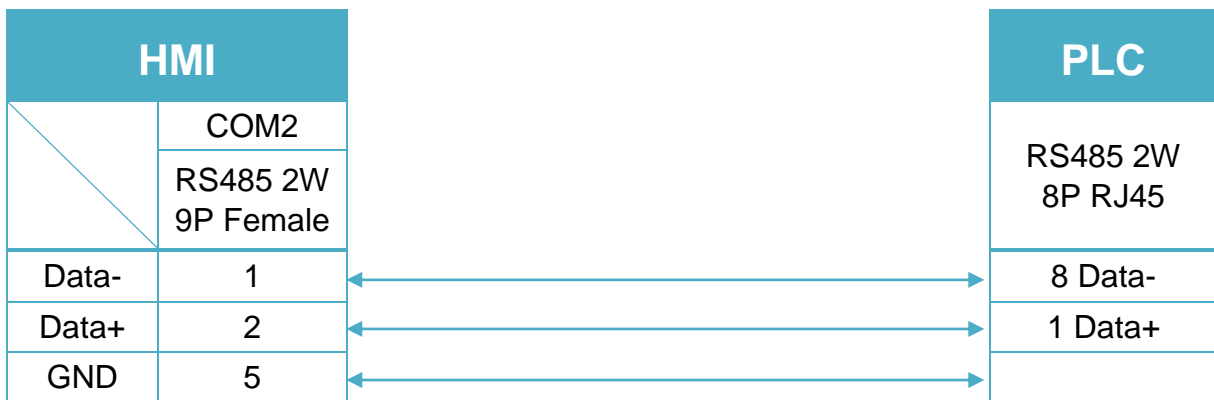 HMI
PLC
COM2
RS485 2W
9P Female
RS485 2W
8P RJ45
Data- 1 8 Data-
Data+ 2 1 Data+
GND 5